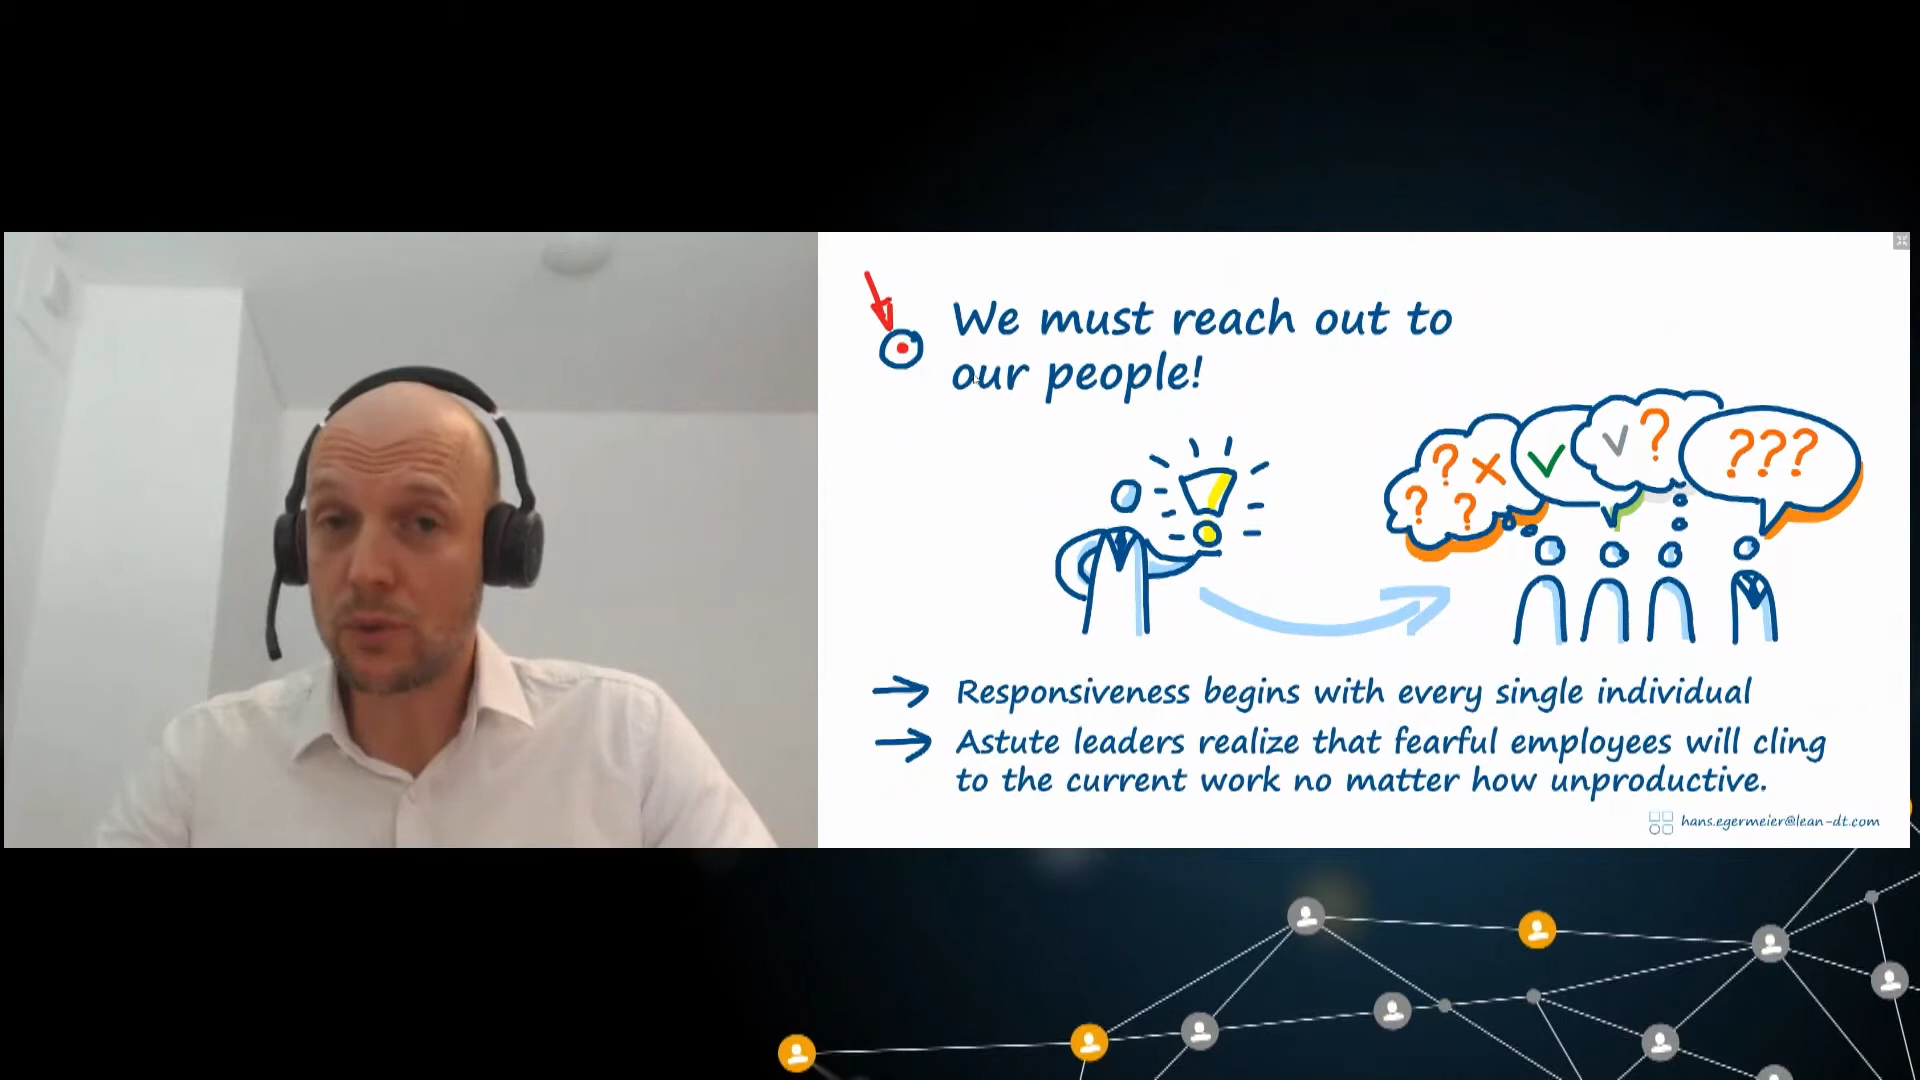 We must reach out to
our people!
? X
? ?
?
???
Responsiveness begins with every single individual
Astute leaders realize that fearful employees will cling
to the current work no matter how unproductive.
hans.egermeier@lean-dt.com